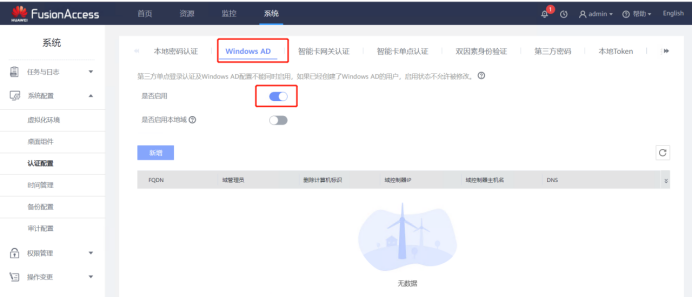 HUAWEI FusionAccess 首页 资源 监控 系统 admin 帮助 English
系统
本地密码认证 Windows AD 智能卡网关认证 智能卡单点认证 双因素身份验证 第三方密码 本地Token
任务与日志
第三方单点登录认证及Windows AD配置不能同时启用。如果已经创建了Windows AD的用户，启用状态不允许被修改。
系统配置
是否启用
虚拟化环境
是否启用本地域
桌面组件
认证配置
新增
时间管理
FQDN 域管理员 删除计算机标识 域控制器IP 域控制器主机名 DNS
备份配置
审计配置
权限管理
操作变更
无数据